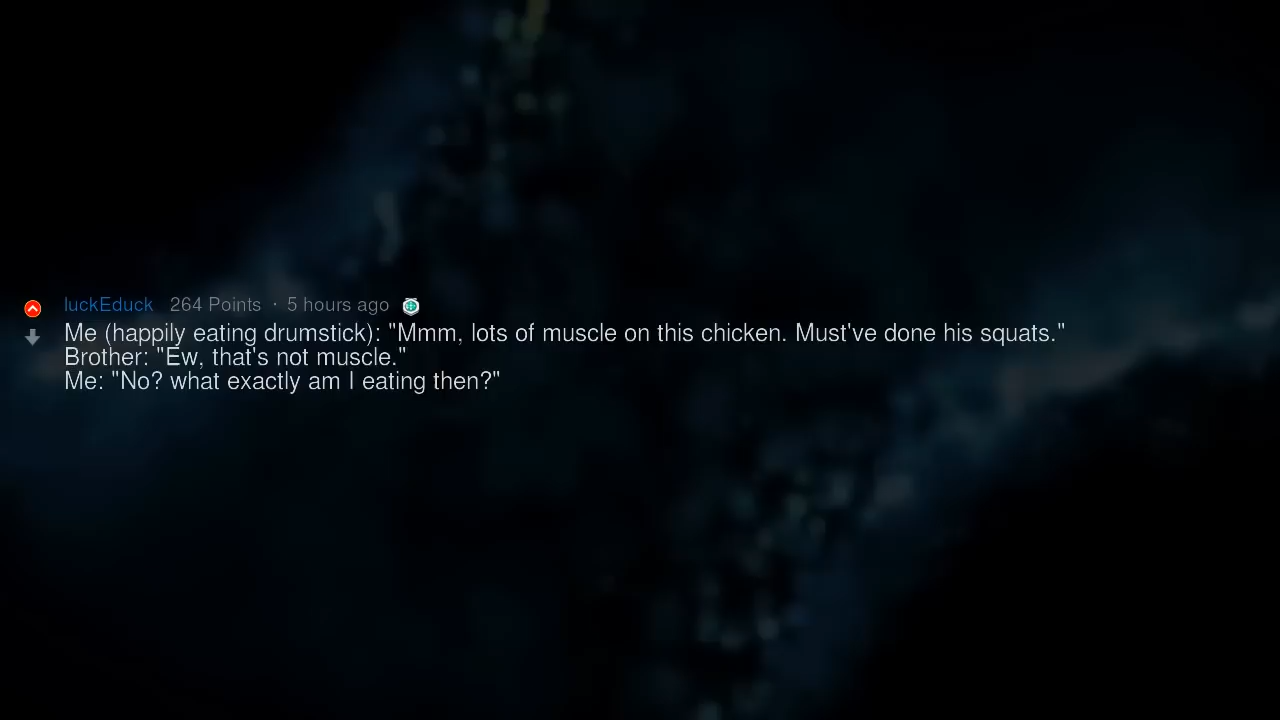 luckEduck 264 Points · 5 hours ago
Me (happily eating drumstick): "Mmm, lots of muscle on this chicken. Must've done his squats."
Brother: "Ew, that's not muscle."
Me: "No? what exactly am I eating then?"